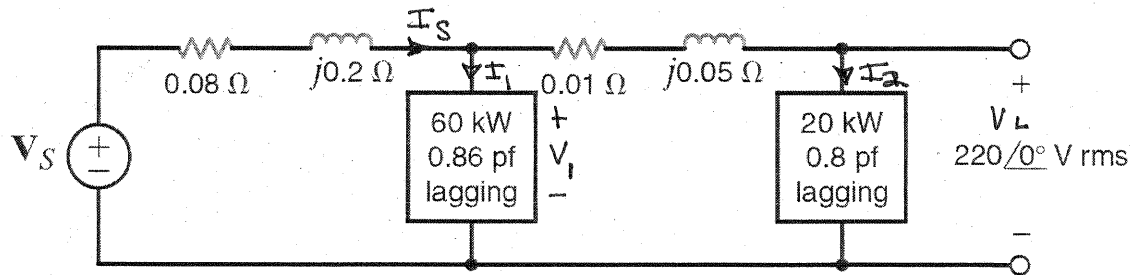 I_S
0.08 Ω
j0.2 Ω
I_1
0.01 Ω
j0.05 Ω
I_2
V_S
+
−
60 kW
0.86 pf
lagging
+
V_1
−
20 kW
0.8 pf
lagging
+
V_L
220/0° V rms
−